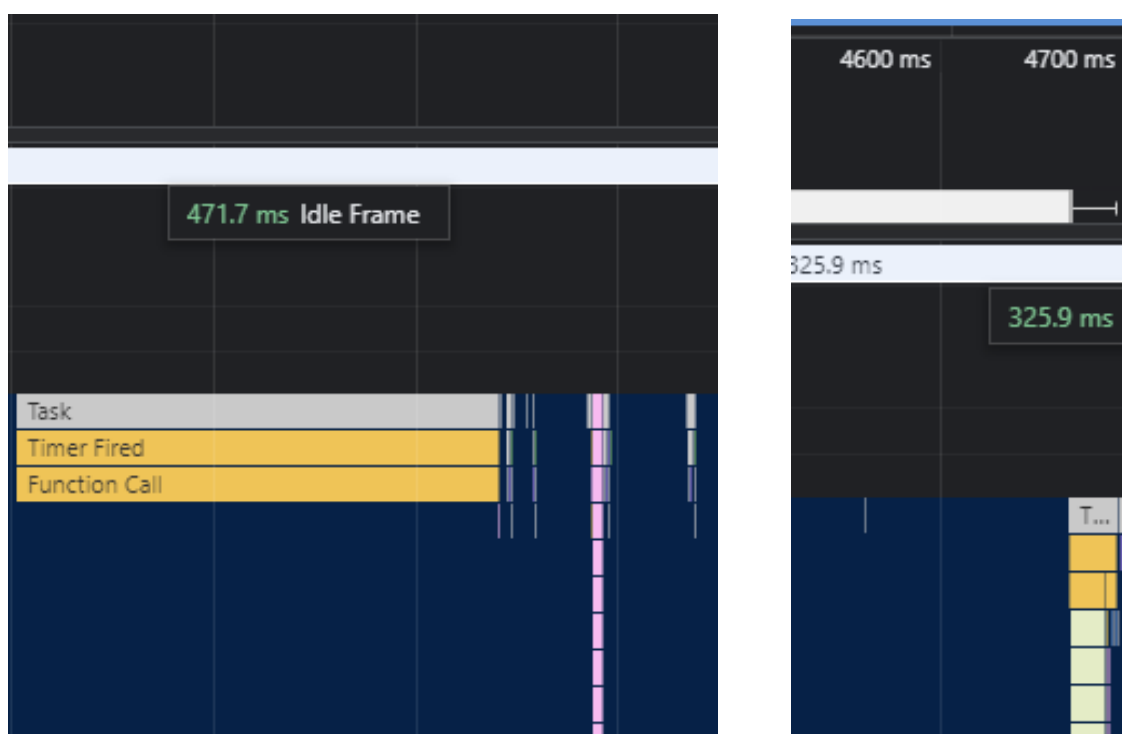 471.7 ms Idle Frame
Task
Timer Fired
Function Call
4600 ms 4700 ms
325.9 ms
325.9 ms
T...